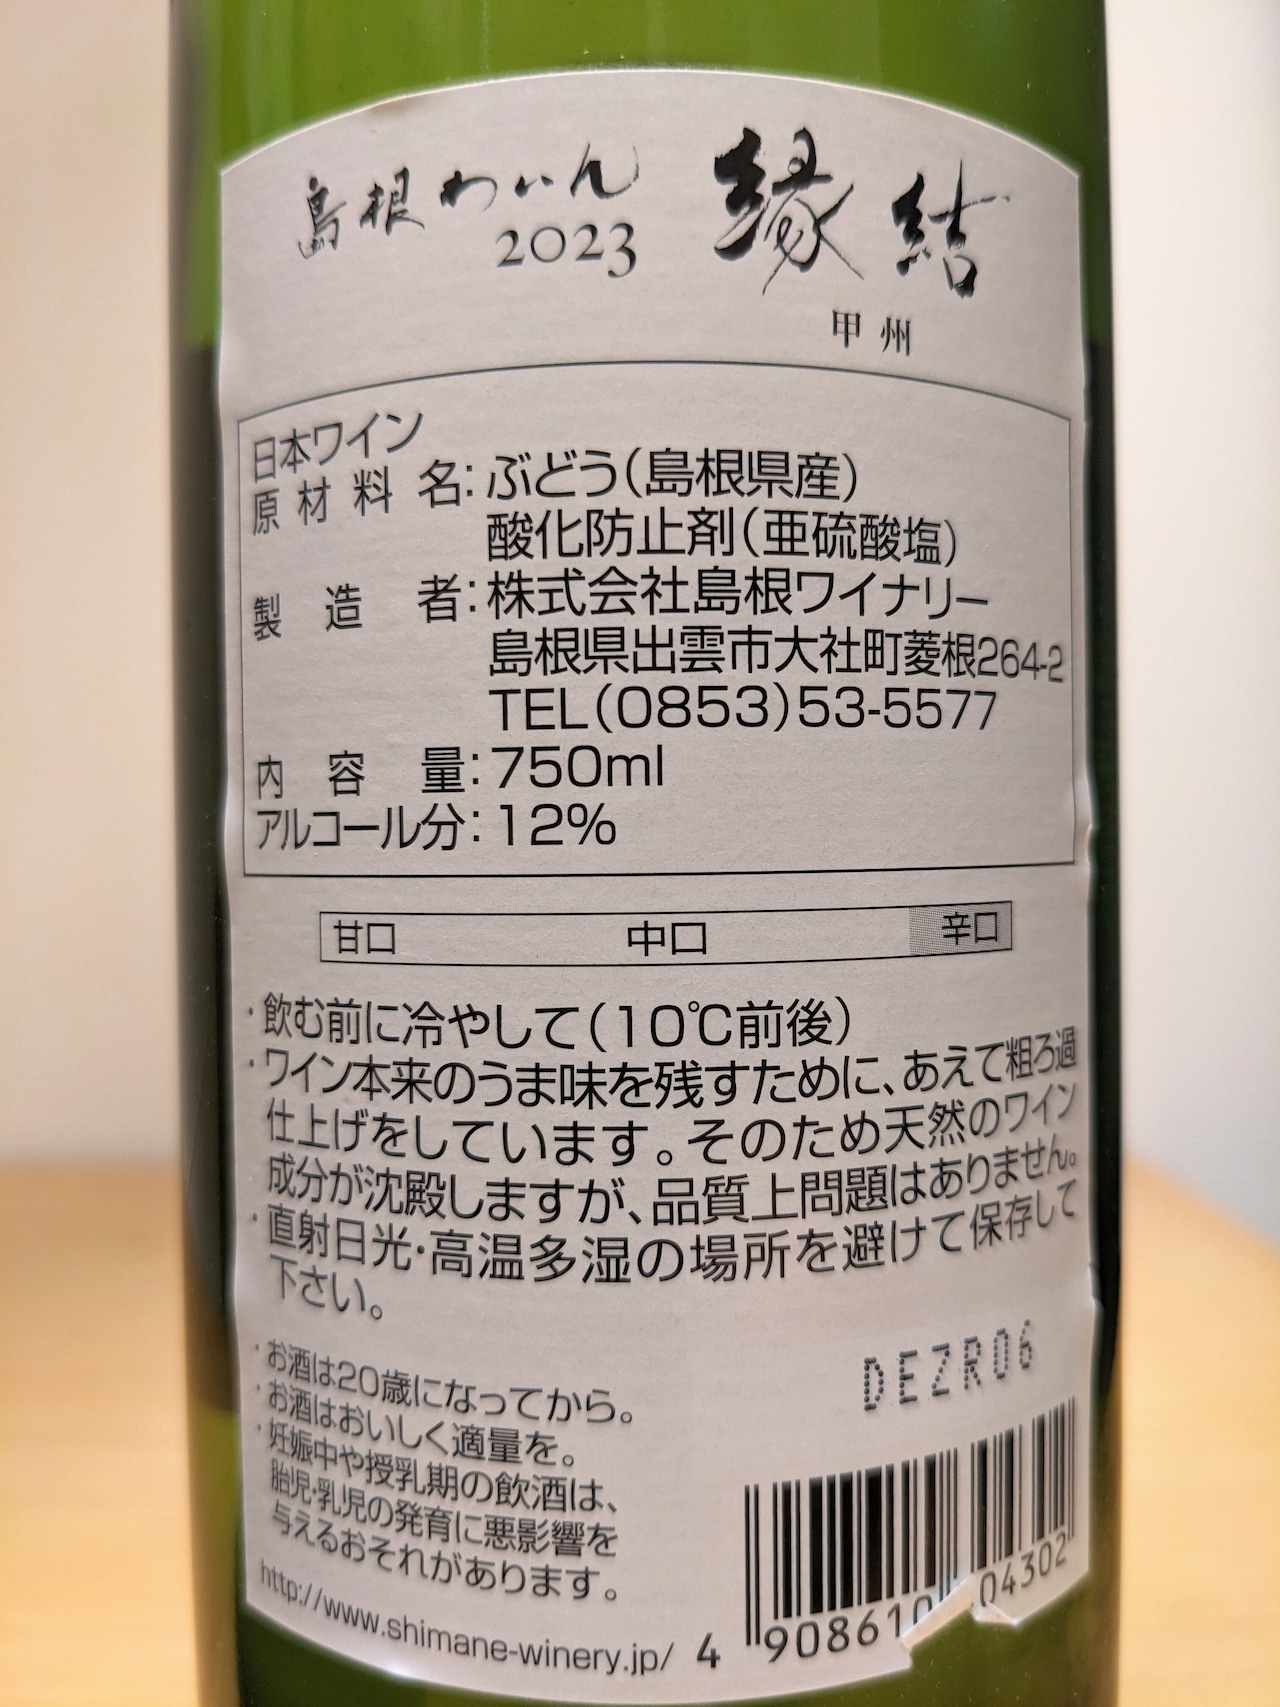 島根わいん 縁結
2023
甲州
日本ワイン
原材料名：ぶどう（島根県産）
酸化防止剤（亜硫酸塩）
製造者：株式会社島根ワイナリー
島根県出雲市大社町菱根264-2
TEL（0853）53-5577
内容量：750ml
アルコール分：12%
甘口 中口 辛口
・飲む前に冷やして（10℃前後）
・ワイン本来のうま味を残すために、あえて粗ろ過
仕上げをしています。そのため天然のワイン
成分が沈殿しますが、品質上問題はありません。
・直射日光・高温多湿の場所を避けて保存して
下さい。
DEZR06
・お酒は20歳になってから。
・お酒はおいしく適量を。
・妊娠中や授乳期の飲酒は、
胎児・乳児の発育に悪影響を
与えるおそれがあります。
http://www.shimane-winery.jp/
4 908610 04302